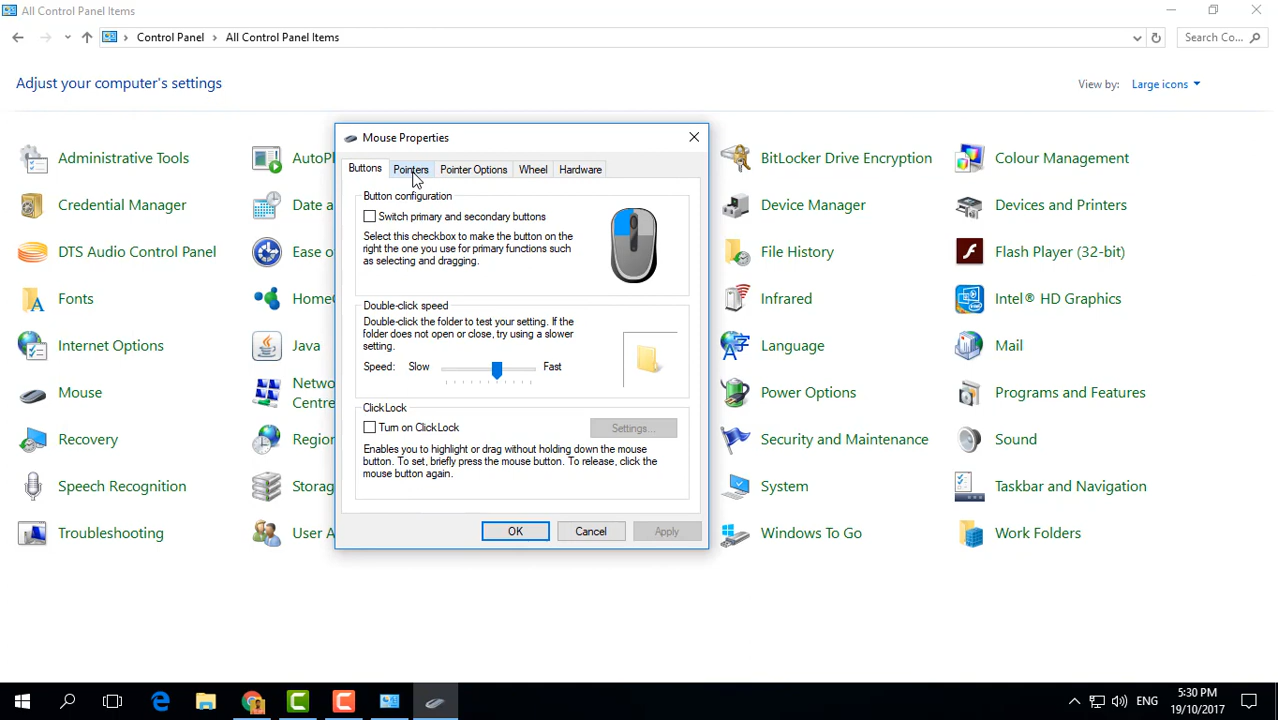 All Control Panel Items
Control Panel
All Control Panel Items
Search Co...
Adjust your computer's settings
View by: Large icons
Administrative Tools
AutoPl
BitLocker Drive Encryption
Colour Management
Credential Manager
Date a
Device Manager
Devices and Printers
DTS Audio Control Panel
Ease o
File History
Flash Player (32-bit)
Fonts
HomeG
Infrared
Intel® HD Graphics
Internet Options
Java
Language
Mail
Mouse
Netwo
Centre
Power Options
Programs and Features
Recovery
Region
Security and Maintenance
Sound
Speech Recognition
Storag
System
Taskbar and Navigation
Troubleshooting
User A
Windows To Go
Work Folders
Mouse Properties
Buttons
Pointers
Pointer Options
Wheel
Hardware
Button configuration
Switch primary and secondary buttons
Select this checkbox to make the button on
the right the one you use for primary functions such
as selecting and dragging.
Double-click speed
Double-click the folder to test your setting. If the
folder does not open or close, try using a slower
setting.
Speed: Slow Fast
ClickLock
Turn on ClickLock
Settings...
Enables you to highlight or drag without holding down the mouse
button. To set, briefly press the mouse button. To release, click the
mouse button again.
OK
Cancel
Apply
ENG
5:30 PM
19/10/2017